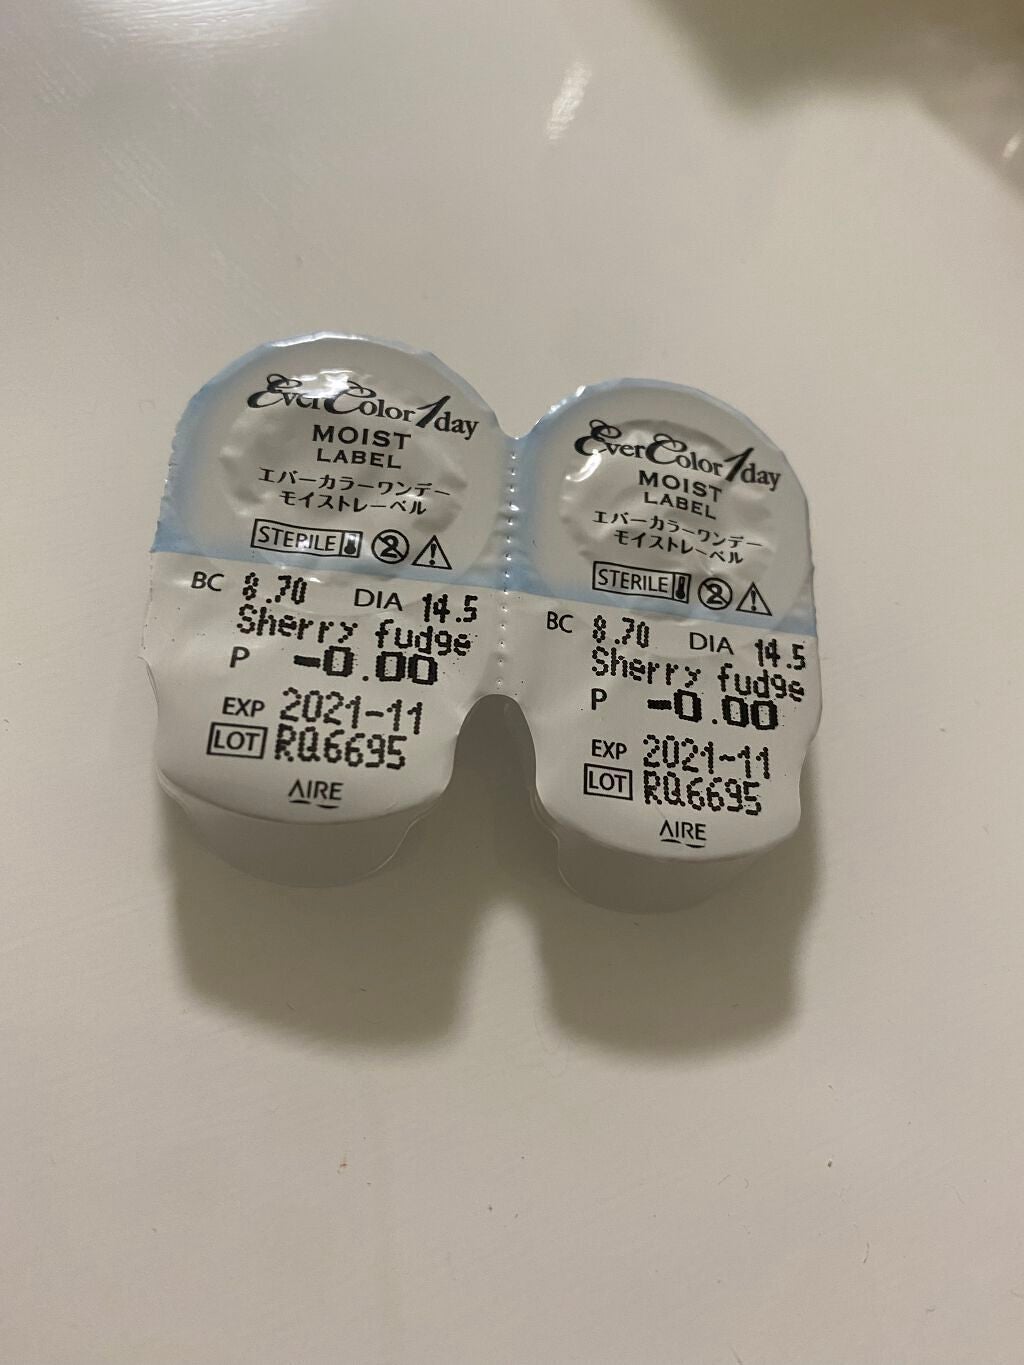 EverColor1day
MOIST
LABEL
エバーカラーワンデー
モイストレーベル
STERILE 2
BC 8.70 DIA 14.5
Sherry fudge
P -0.00
EXP 2021-11
LOT RQ6695
AIRE
EverColor1day
MOIST
LABEL
エバーカラーワンデー
モイストレーベル
STERILE 2
BC 8.70 DIA 14.5
Sherry fudge
P -0.00
EXP 2021-11
LOT RQ6695
AIRE